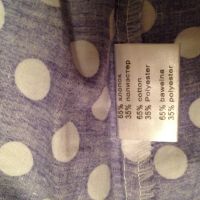 65% хлопок
35% полиэстер
65% cotton
35% Polyester
65% bawełna
35% polyester